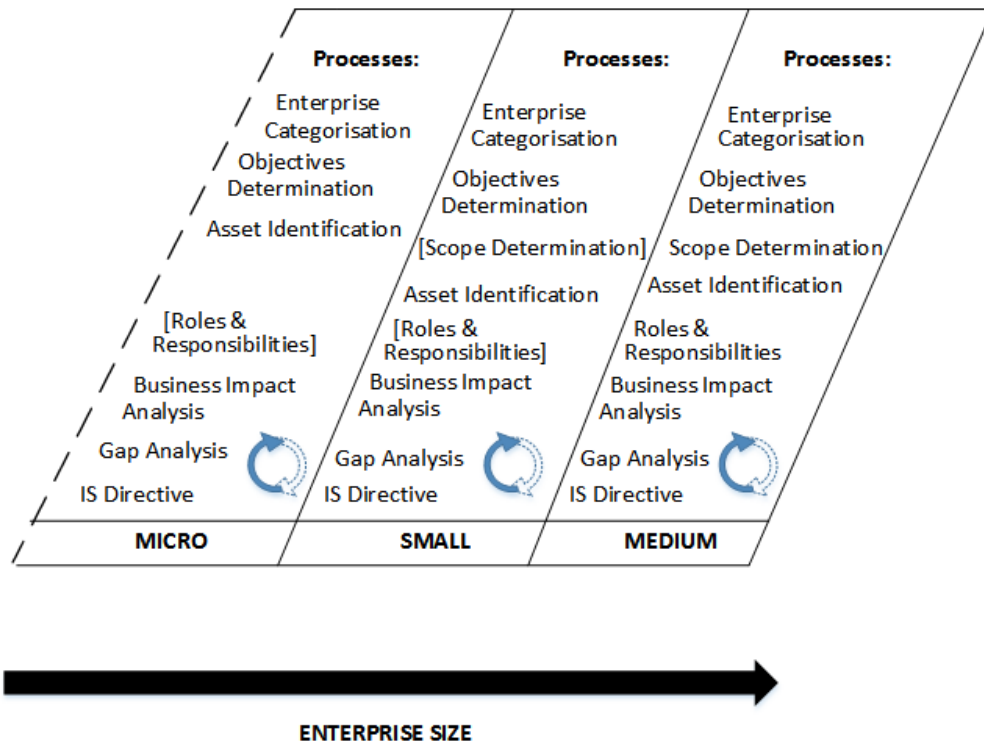 Processes:
Enterprise
Categorisation
Objectives
Determination
Asset Identification
[Roles &
Responsibilities]
Business Impact
Analysis
Gap Analysis
IS Directive
MICRO
Processes:
Enterprise
Categorisation
Objectives
Determination
[Scope Determination]
Asset Identification
[Roles &
Responsibilities]
Business Impact
Analysis
Gap Analysis
IS Directive
SMALL
Processes:
Enterprise
Categorisation
Objectives
Determination
Scope Determination
Asset Identification
Roles &
Responsibilities
Business Impact
Analysis
Gap Analysis
IS Directive
MEDIUM
ENTERPRISE SIZE